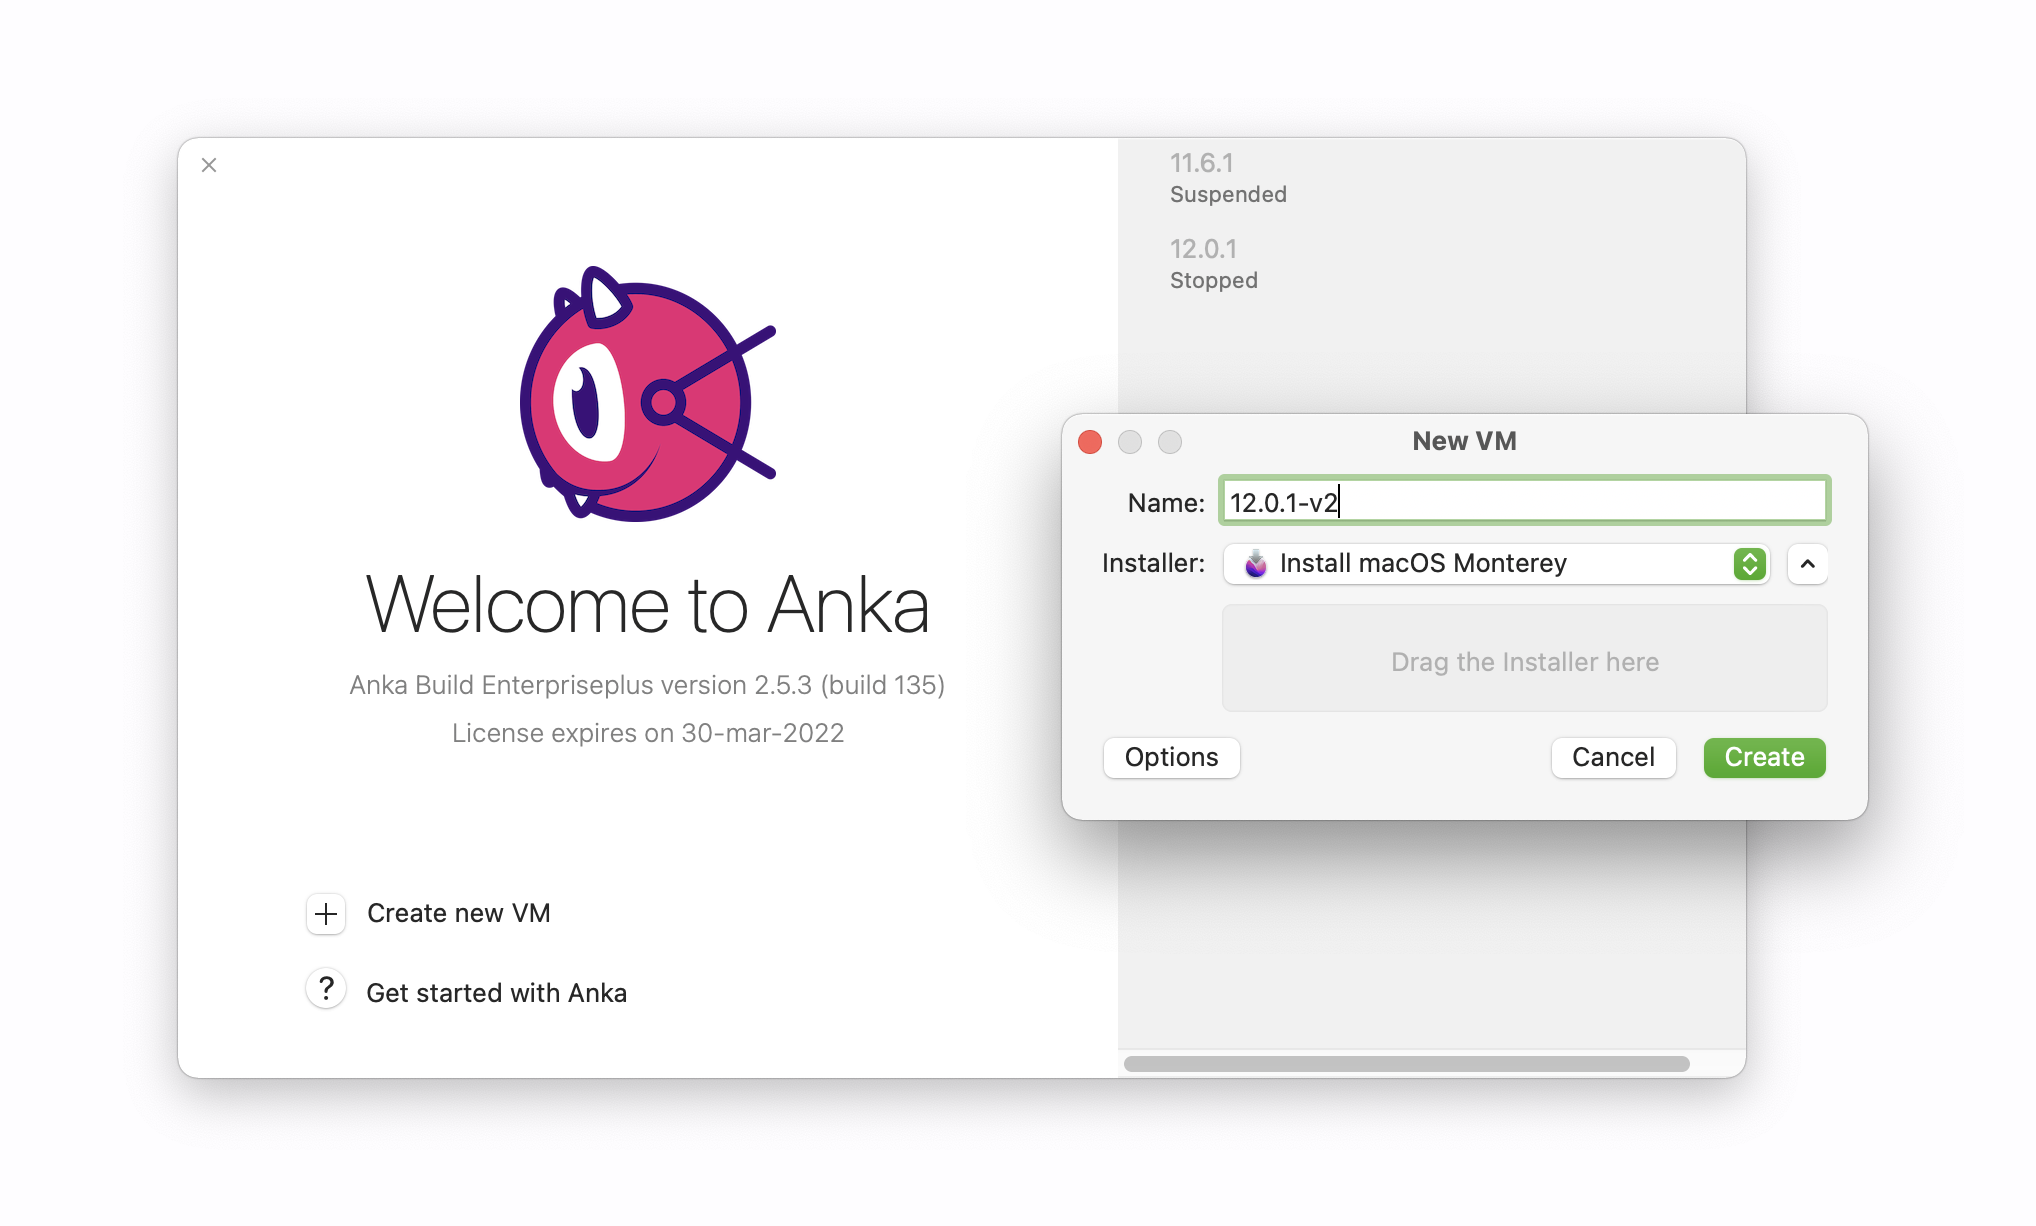 Welcome to Anka
Anka Build Enterpriseplus version 2.5.3 (build 135)
License expires on 30-mar-2022
Create new VM
? Get started with Anka
11.6.1
Suspended
12.0.1
Stopped
New VM
Name: 12.0.1-v2
Installer: Install macOS Monterey
Drag the Installer here
Options Cancel Create